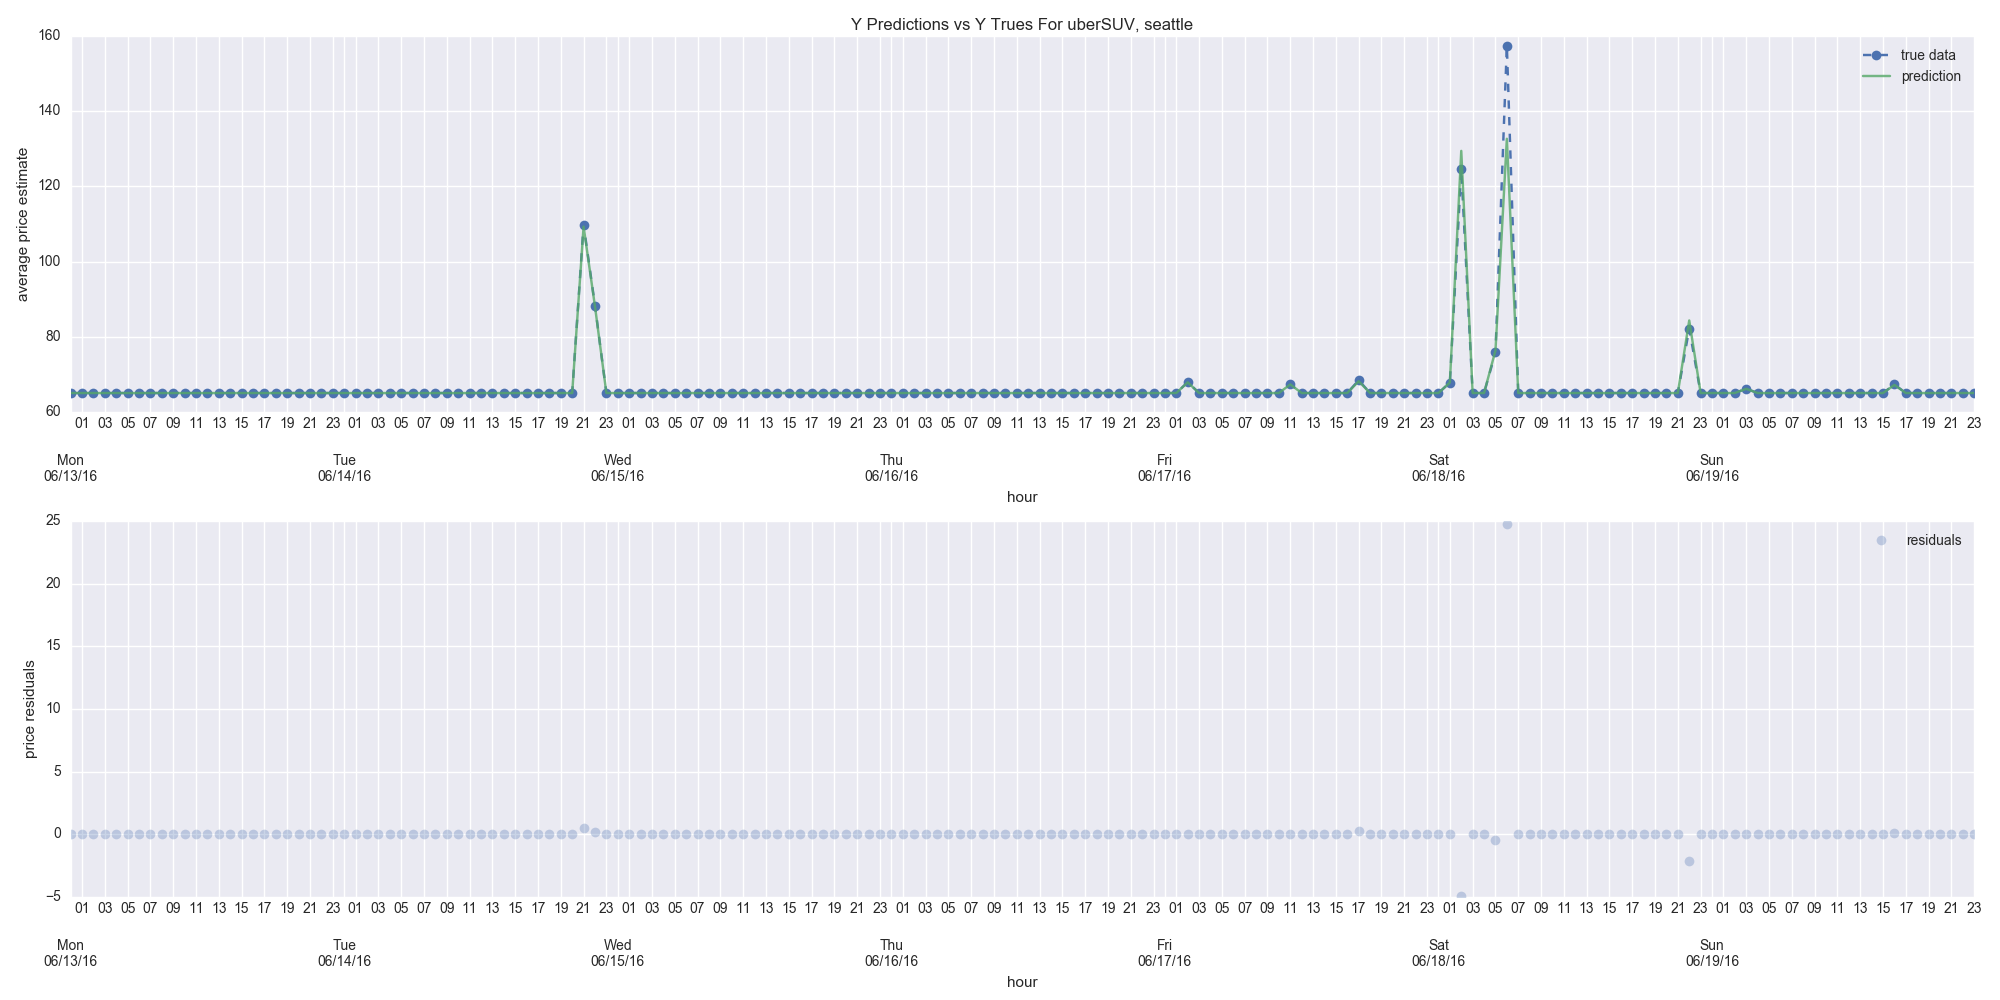 Y Predictions vs Y Trues For uberSUV, seattle
160
140
120
100
80
60
average price estimate
true data
prediction
01 03 05 07 09 11 13 15 17 19 21 23 01 03 05 07 09 11 13 15 17 19 21 23 01 03 05 07 09 11 13 15 17 19 21 23 01 03 05 07 09 11 13 15 17 19 21 23 01 03 05 07 09 11 13 15 17 19 21 23 01 03 05 07 09 11 13 15 17 19 21 23 01 03 05 07 09 11 13 15 17 19 21 23
Mon Tue Wed Thu Fri Sat Sun
06/13/16 06/14/16 06/15/16 06/16/16 06/17/16 06/18/16 06/19/16
hour
25
20
15
10
5
0
−5
price residuals
residuals
01 03 05 07 09 11 13 15 17 19 21 23 01 03 05 07 09 11 13 15 17 19 21 23 01 03 05 07 09 11 13 15 17 19 21 23 01 03 05 07 09 11 13 15 17 19 21 23 01 03 05 07 09 11 13 15 17 19 21 23 01 03 05 07 09 11 13 15 17 19 21 23 01 03 05 07 09 11 13 15 17 19 21 23
Mon Tue Wed Thu Fri Sat Sun
06/13/16 06/14/16 06/15/16 06/16/16 06/17/16 06/18/16 06/19/16
hour